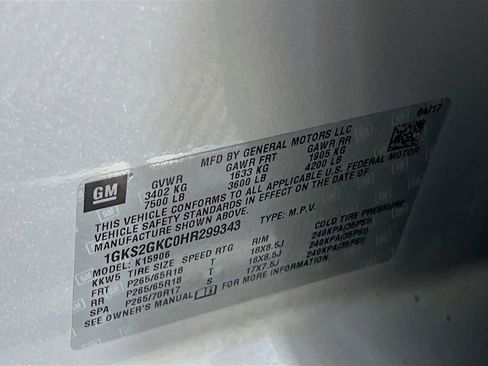 GM
MFD BY GENERAL MOTORS LLC 04/17
GVWR GAWR FRT GAWR RR
3402 KG 1633 KG 1905 KG
7500 LB 3600 LB 4200 LB
THIS VEHICLE CONFORMS TO ALL APPLICABLE U.S. FEDERAL MOTOR
VEHICLE SAFETY STANDARDS IN EFFECT ON THE DATE OF
MANUFACTURE SHOWN ABOVE.
1GKS2GKC0HR299343 TYPE: M.P.V.
MODEL: K15906
KKW5 TIRE SIZE SPEED RTG RIM COLD TIRE PRESSURE
FRT P265/65R18 S 18X8.5J 240KPA(35PSI)
RR P265/65R18 S 18X8.5J 240KPA(35PSI)
SPA P265/70R17 S 17X7.5J 240KPA(35PSI)
SEE OWNER'S MANUAL FOR MORE INFORMATION.